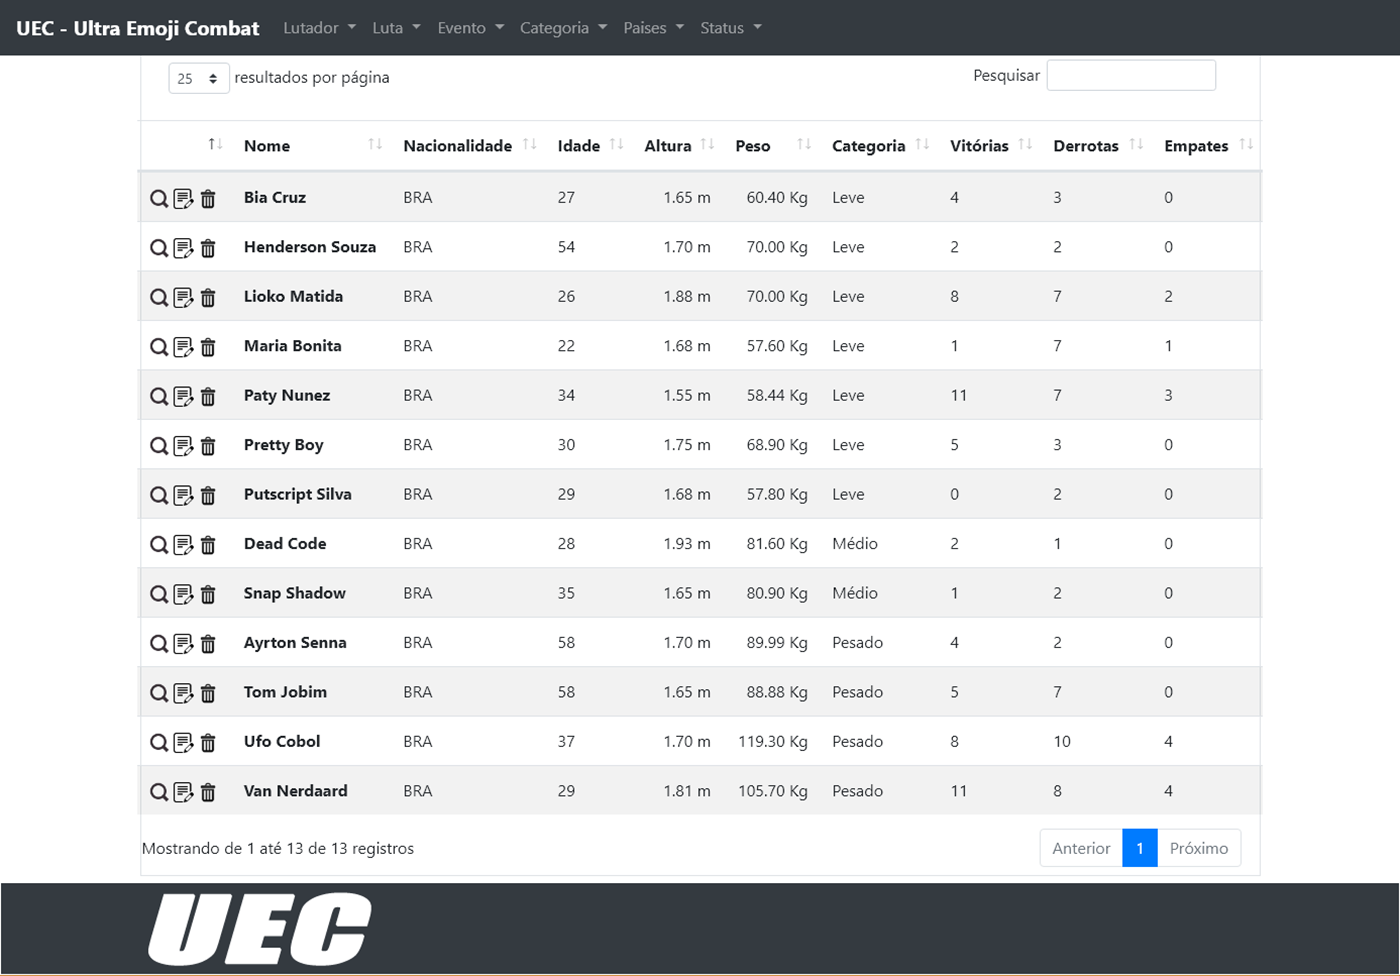 UEC - Ultra Emoji Combat Lutador Luta Evento Categoria Paises Status
25 resultados por página Pesquisar
Nome Nacionalidade Idade Altura Peso Categoria Vitórias Derrotas Empates
Bia Cruz BRA 27 1.65 m 60.40 Kg Leve 4 3 0
Henderson Souza BRA 54 1.70 m 70.00 Kg Leve 2 2 0
Lioko Matida BRA 26 1.88 m 70.00 Kg Leve 8 7 2
Maria Bonita BRA 22 1.68 m 57.60 Kg Leve 1 7 1
Paty Nunez BRA 34 1.55 m 58.44 Kg Leve 11 7 3
Pretty Boy BRA 30 1.75 m 68.90 Kg Leve 5 3 0
Putscript Silva BRA 29 1.68 m 57.80 Kg Leve 0 2 0
Dead Code BRA 28 1.93 m 81.60 Kg Médio 2 1 0
Snap Shadow BRA 35 1.65 m 80.90 Kg Médio 1 2 0
Ayrton Senna BRA 58 1.70 m 89.99 Kg Pesado 4 2 0
Tom Jobim BRA 58 1.65 m 88.88 Kg Pesado 5 7 0
Ufo Cobol BRA 37 1.70 m 119.30 Kg Pesado 8 10 4
Van Nerdaard BRA 29 1.81 m 105.70 Kg Pesado 11 8 4
Mostrando de 1 até 13 de 13 registros Anterior 1 Próximo
UEC